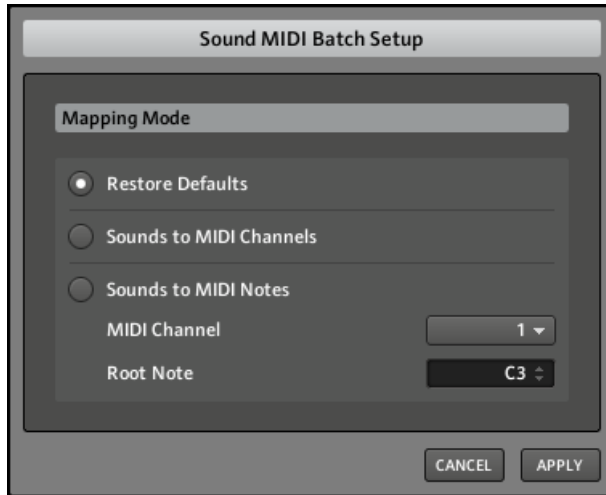 Sound MIDI Batch Setup
Mapping Mode
Restore Defaults
Sounds to MIDI Channels
Sounds to MIDI Notes
MIDI Channel 1
Root Note C3
CANCEL APPLY